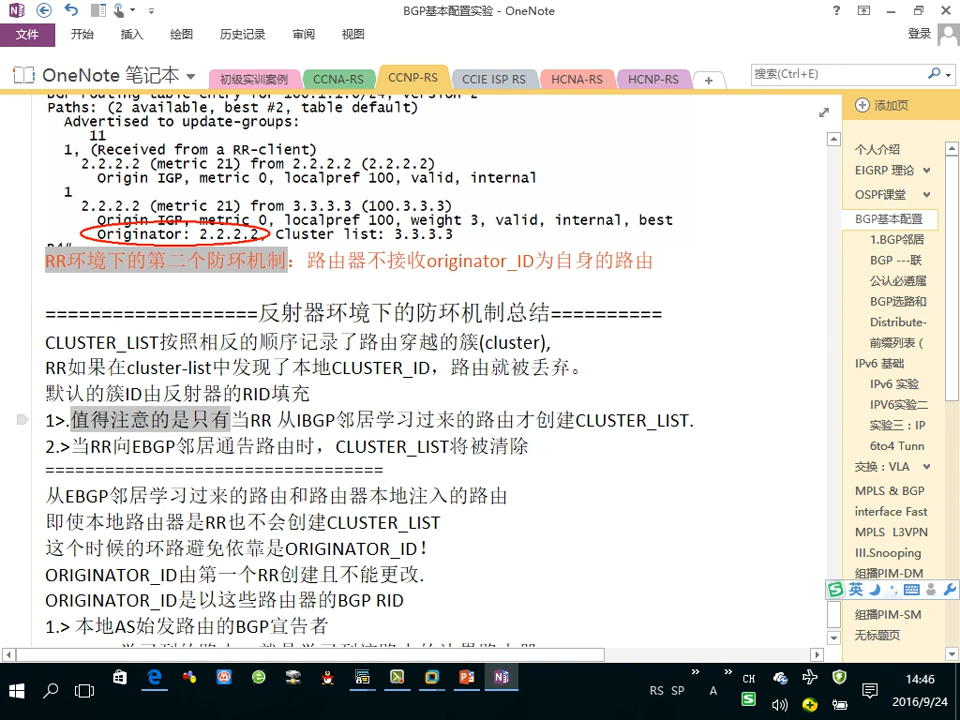 BGP基本配置实验 - OneNote
文件 开始 插入 绘图 历史记录 审阅 视图 登录
OneNote 笔记本 初级实训案例 CCNA-RS CCNP-RS CCIE ISP RS HCNA-RS HCNP-RS + 搜索(Ctrl+E)
Paths: (2 available, best #2, table default)
Advertised to update-groups:
11
1, (Received from a RR-client)
2.2.2.2 (metric 21) from 2.2.2.2 (2.2.2.2)
Origin IGP, metric 0, localpref 100, valid, internal
1
2.2.2.2 (metric 21) from 3.3.3.3 (100.3.3.3)
Origin IGP, metric 0, localpref 100, weight 3, valid, internal, best
Originator: 2.2.2.2, Cluster list: 3.3.3.3
R4#
RR环境下的第二个防环机制：路由器不接收originator_ID为自身的路由
===================反射器环境下的防环机制总结==========
CLUSTER_LIST按照相反的顺序记录了路由穿越的簇(cluster),
RR如果在cluster-list中发现了本地CLUSTER_ID，路由就被丢弃。
默认的簇ID由反射器的RID填充
1>.值得注意的是只有当RR 从IBGP邻居学习过来的路由才创建CLUSTER_LIST.
2.>当RR向EBGP邻居通告路由时，CLUSTER_LIST将被清除
================================
从EBGP邻居学习过来的路由和路由器本地注入的路由
即使本地路由器是RR也不会创建CLUSTER_LIST
这个时候的环路避免依靠是ORIGINATOR_ID！
ORIGINATOR_ID由第一个RR创建且不能更改.
ORIGINATOR_ID是以这些路由器的BGP RID
1.> 本地AS始发路由的BGP宣告者
添加页
个人介绍
EIGRP 理论
OSPF课堂
BGP基本配置
1.BGP邻居
BGP ---联
公认必遵属
BGP选路和
Distribute-
前缀列表（
IPv6 基础
IPv6 实验
IPV6实验二
实验三：IP
6to4 Tunn
交换：VLA
MPLS & BGP
interface Fast
MPLS L3VPN
III.Snooping
组播PIM-DM
英
组播PIM-SM
无标题页
RS SP A CH
14:46
2016/9/24